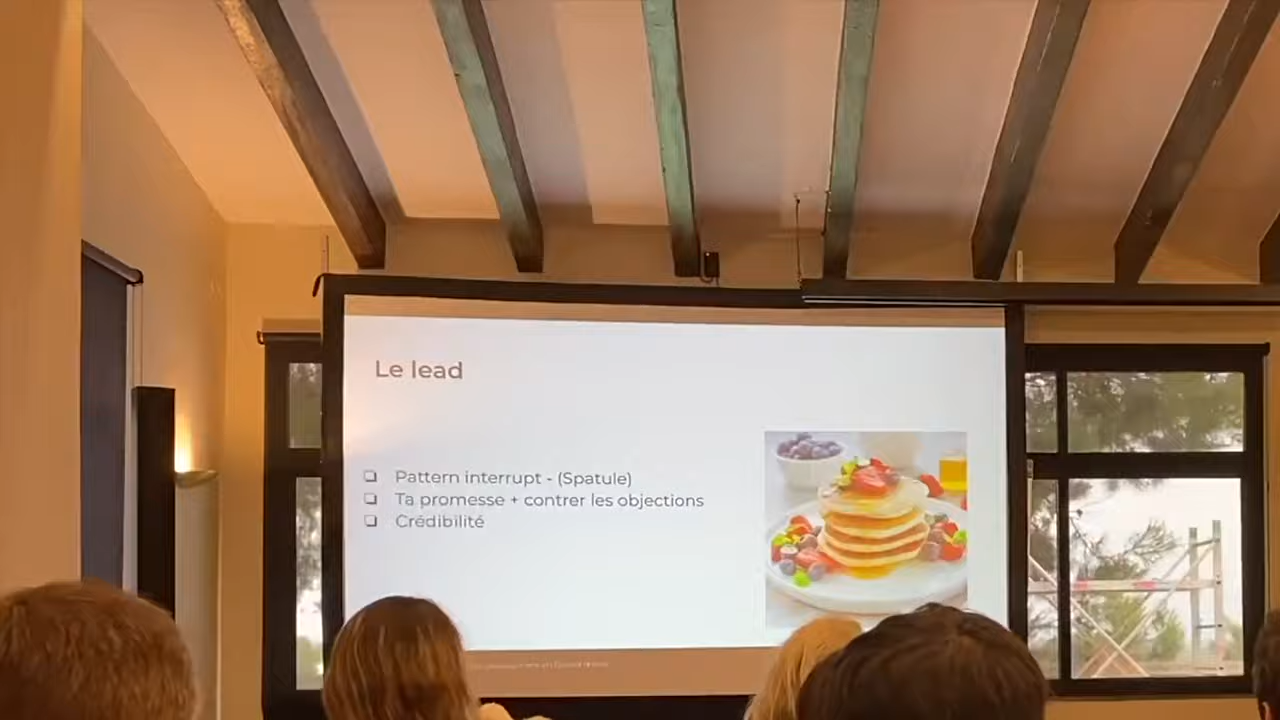 Le lead
❏ Pattern interrupt - (Spatule)
❏ Ta promesse + contrer les objections
❏ Crédibilité